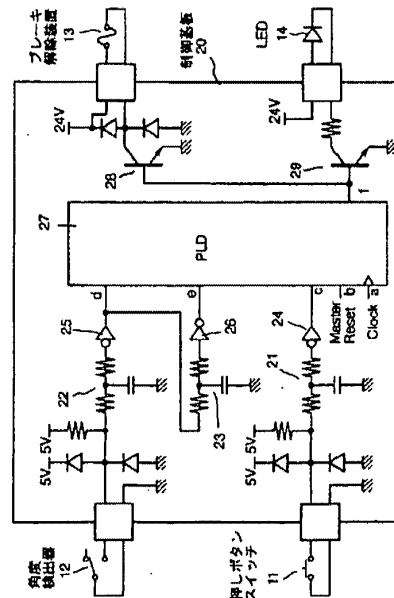 ブレーキ
解除装置
13
LED
14
制御基板
20
24V
24V
28
29
27
PLD
d
e
c
b
a
f
Master
Reset
Clock
25
26
24
22
23
21
5V
5V
5V
5V
角度
検出器
12
押しボタン
スイッチ
11